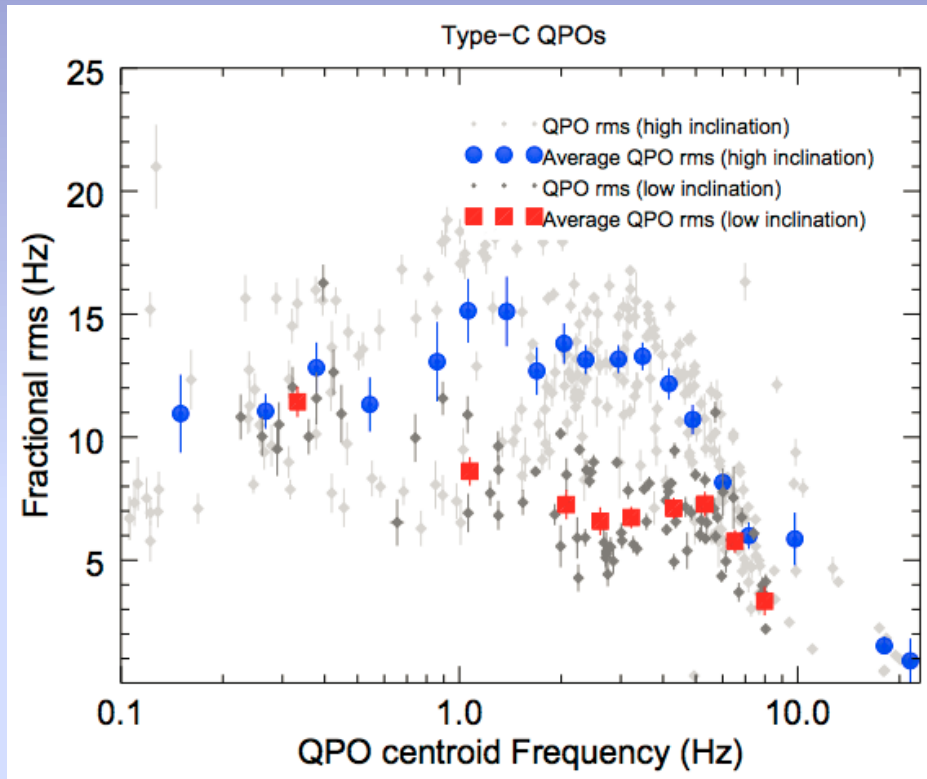 Type-C QPOs
25
20
15
10
5
Fractional rms (Hz)
QPO rms (high inclination)
Average QPO rms (high inclination)
QPO rms (low inclination)
Average QPO rms (low inclination)
0.1
1.0
10.0
QPO centroid Frequency (Hz)